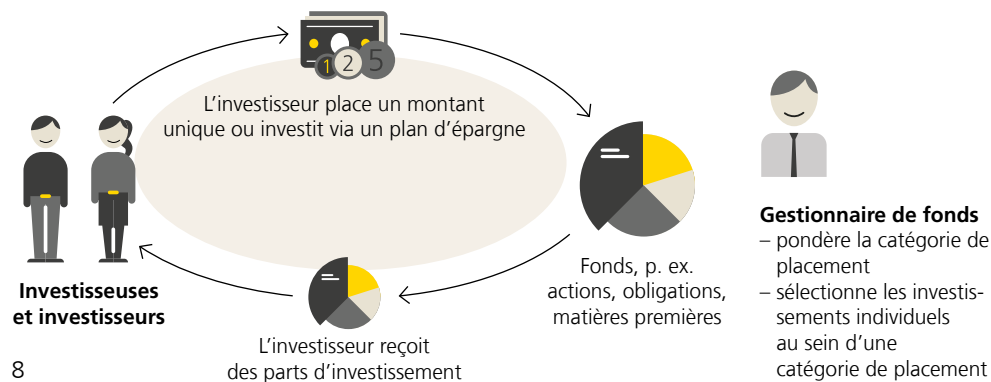 1 2 5
L’investisseur place un montant
unique ou investit via un plan d’épargne
Investisseuses
et investisseurs
L’investisseur reçoit
des parts d’investissement
Fonds, p. ex.
actions, obligations,
matières premières
Gestionnaire de fonds
– pondère la catégorie de
placement
– sélectionne les investis-
sements individuels
au sein d’une
catégorie de placement
8